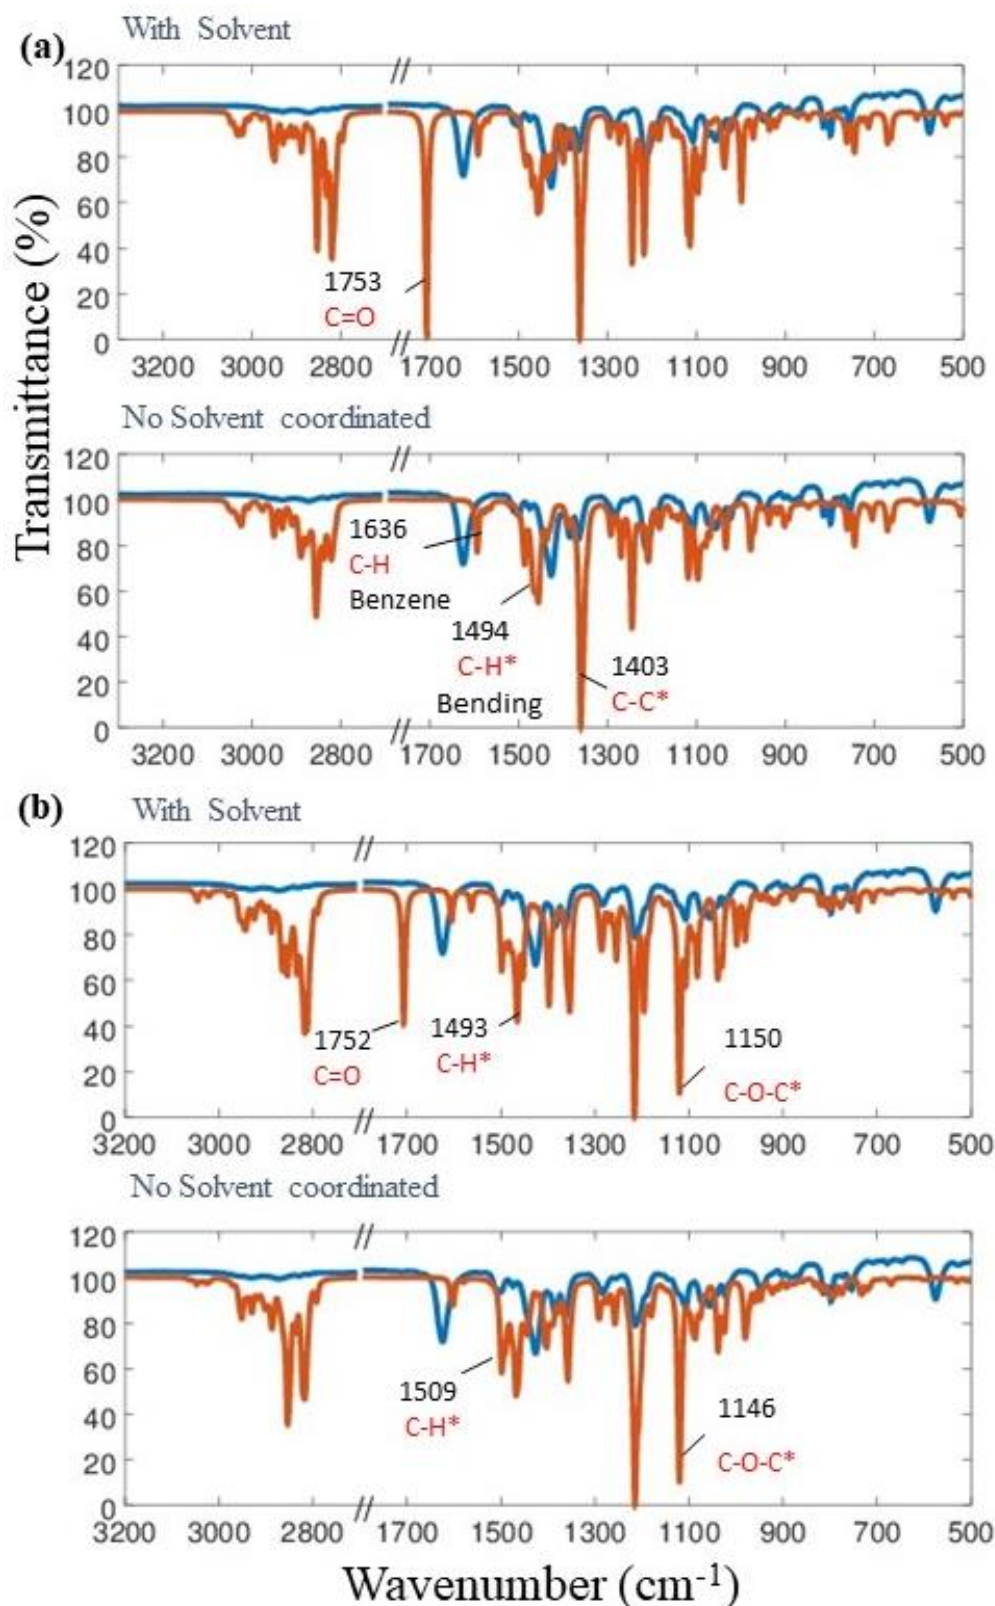 (a)
With Solvent
120
100
80
60
40
20
0
1753
C=O
3200 3000 2800 1700 1500 1300 1100 900 700 500
No Solvent coordinated
120
100
80
60
40
20
0
1636
C-H
Benzene
1494
C-H*
Bending
1403
C-C*
3200 3000 2800 1700 1500 1300 1100 900 700 500
Transmittance (%)
(b)
With Solvent
120
100
80
60
40
20
0
1752
C=O
1493
C-H*
1150
C-O-C*
3200 3000 2800 1700 1500 1300 1100 900 700 500
No Solvent coordinated
120
100
80
60
40
20
0
1509
C-H*
1146
C-O-C*
3200 3000 2800 1700 1500 1300 1100 900 700 500
Wavenumber (cm⁻¹)